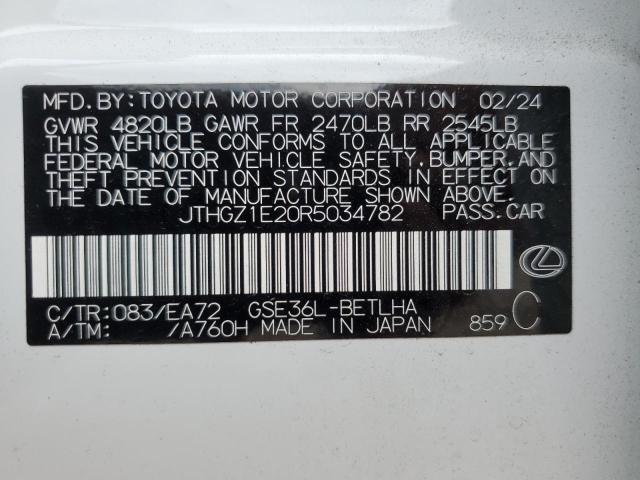 MFD.BY:TOYOTA MOTOR CORPORATION 02/24
GVWR 4820LB GAWR FR 2470LB RR 2545LB
THIS VEHICLE CONFORMS TO ALL APPLICABLE
FEDERAL MOTOR VEHICLE SAFETY,BUMPER,AND
THEFT PREVENTION STANDARDS IN EFFECT ON
THE DATE OF MANUFACTURE SHOWN ABOVE.
JTHGZ1E20R5034782 PASS.CAR
C/TR:083/EA72 GSE36L-BETLHA
A/TM: /A760H MADE IN JAPAN 859 C